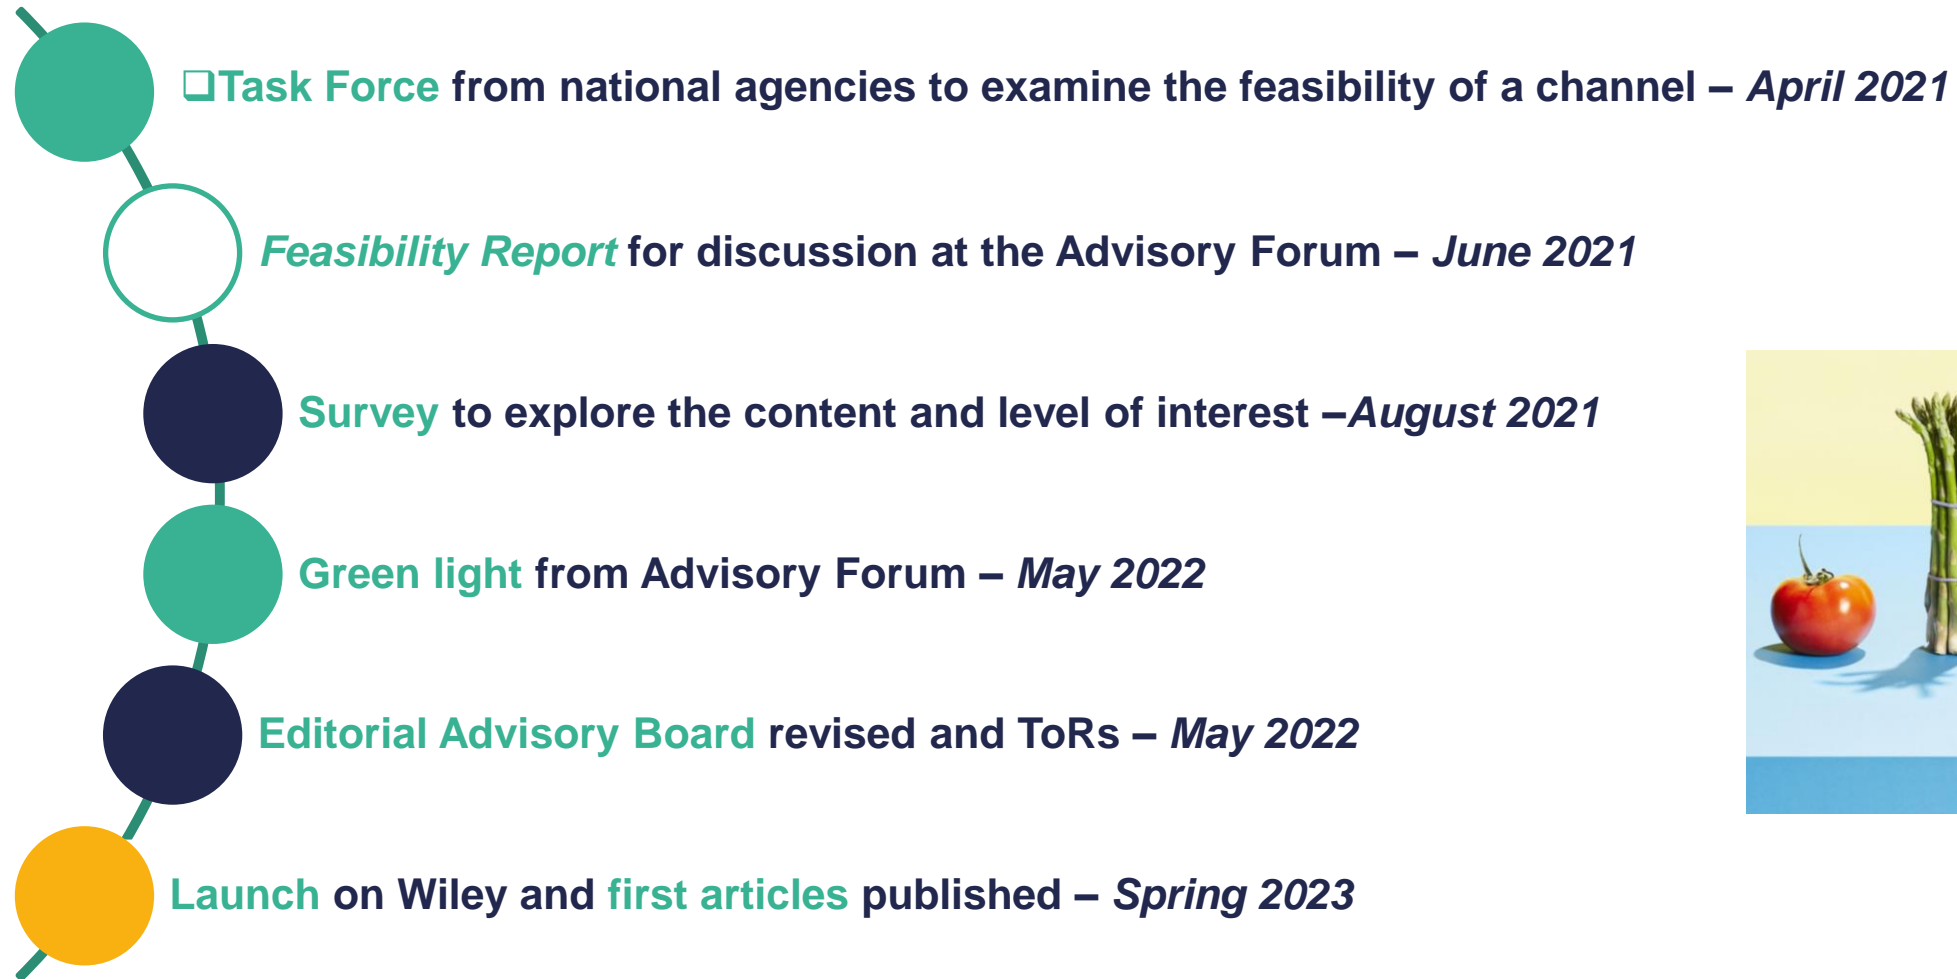 ❑Task Force from national agencies to examine the feasibility of a channel – April 2021
Feasibility Report for discussion at the Advisory Forum – June 2021
Survey to explore the content and level of interest –August 2021
Green light from Advisory Forum – May 2022
Editorial Advisory Board revised and ToRs – May 2022
Launch on Wiley and first articles published – Spring 2023